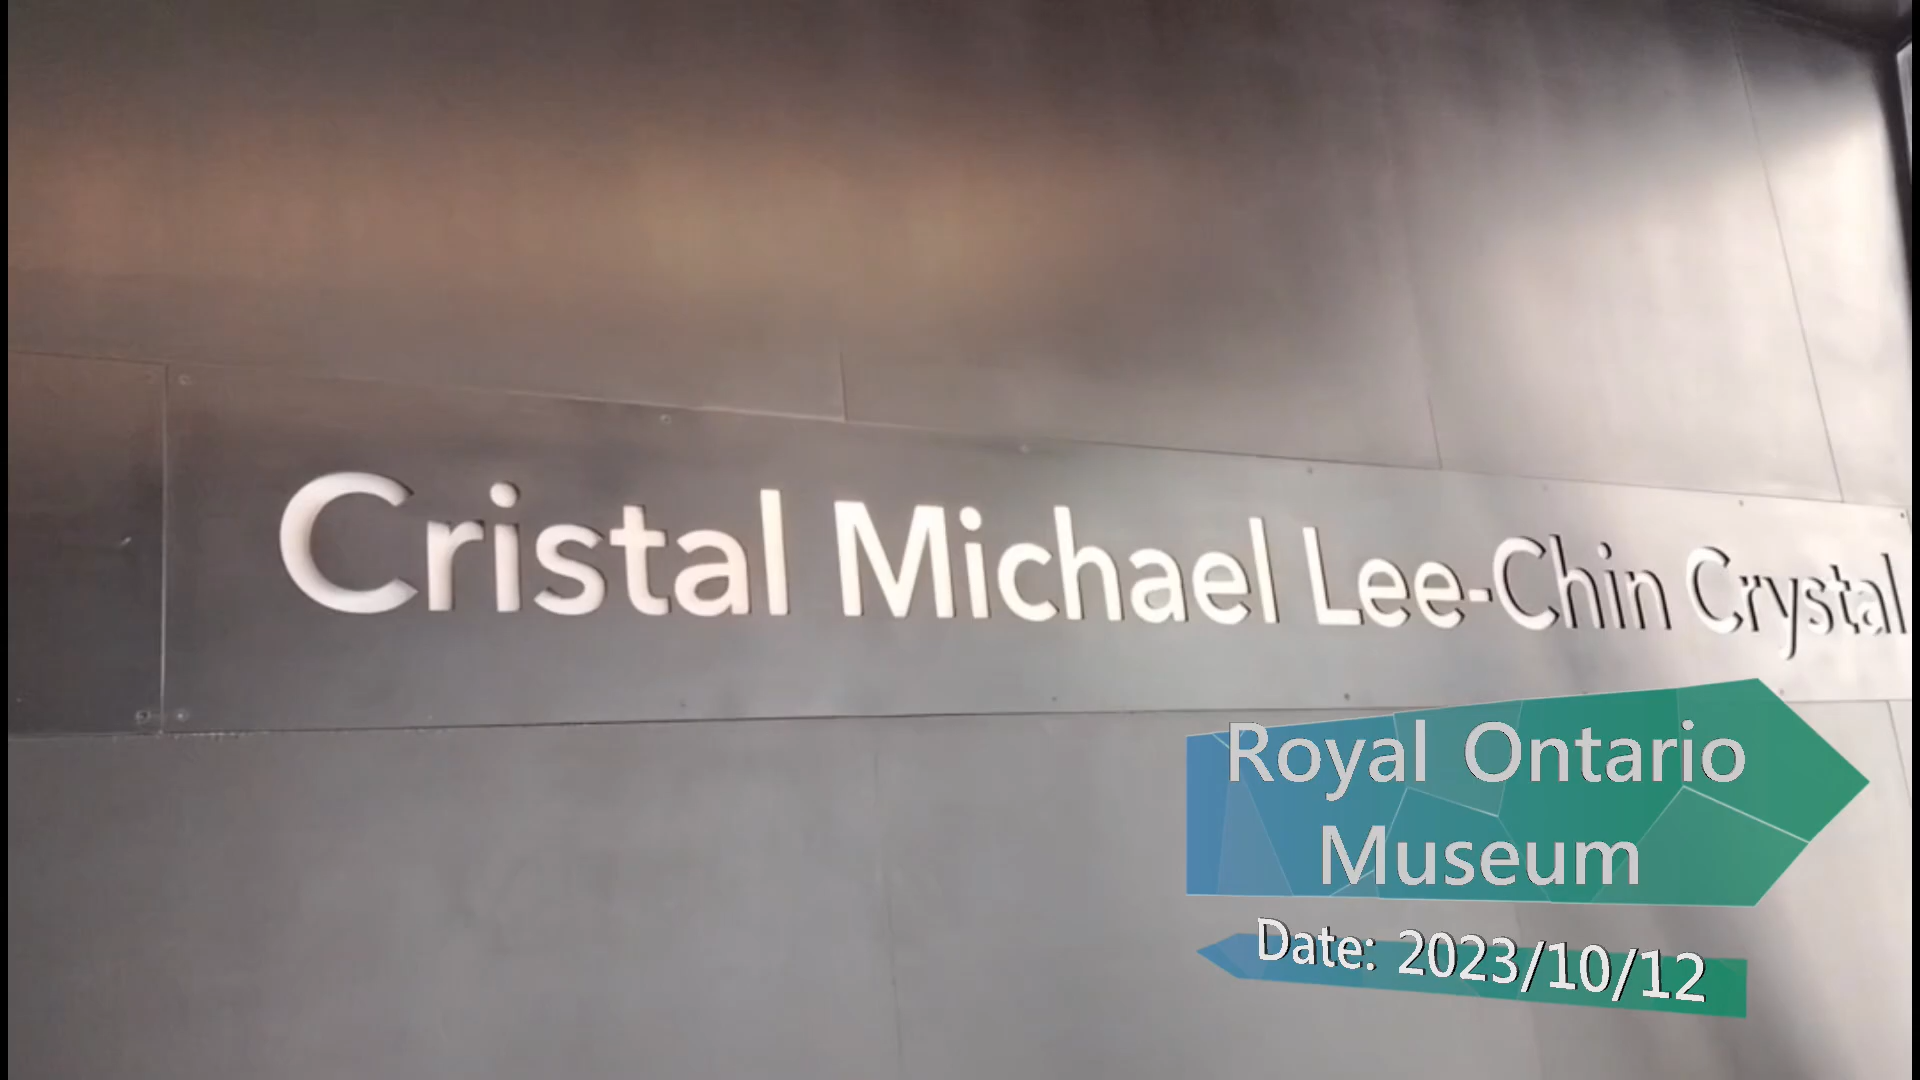 Cristal Michael Lee-Chin Crystal
Royal Ontario
Museum
Date: 2023/10/12